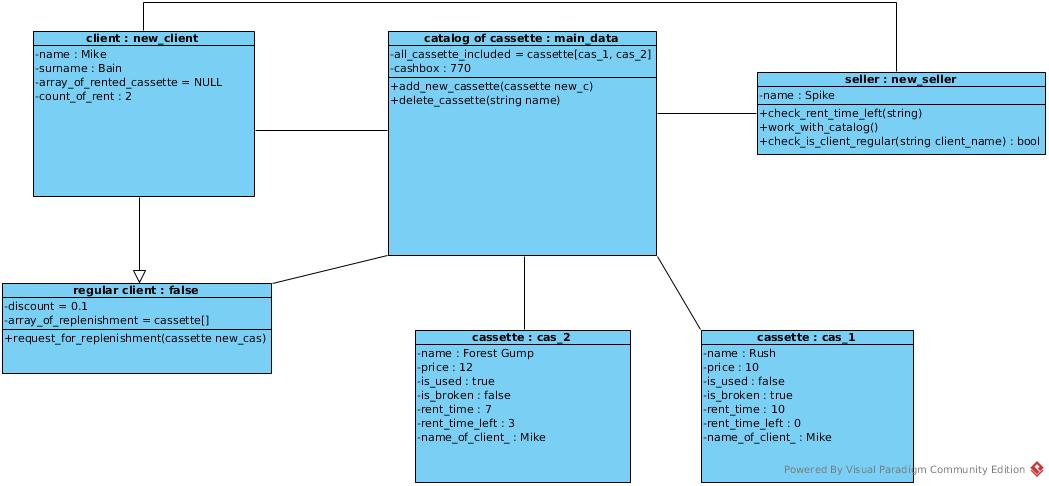 client : new_client
-name : Mike
-surname : Bain
-array_of_rented_cassette = NULL
-count_of_rent : 2
catalog of cassette : main_data
-all_cassette_included = cassette[cas_1, cas_2]
-cashbox : 770
+add_new_cassette(cassette new_c)
+delete_cassette(string name)
seller : new_seller
-name : Spike
+check_rent_time_left(string)
+work_with_catalog()
+check_is_client_regular(string client_name) : bool
regular client : false
-discount = 0.1
-array_of_replenishment = cassette[]
+request_for_replenishment(cassette new_cas)
cassette : cas_2
-name : Forest Gump
-price : 12
-is_used : true
-is_broken : false
-rent_time : 7
-rent_time_left : 3
-name_of_client_ : Mike
cassette : cas_1
-name : Rush
-price : 10
-is_used : false
-is_broken : true
-rent_time : 10
-rent_time_left : 0
-name_of_client_ : Mike
Powered By Visual Paradigm Community Edition